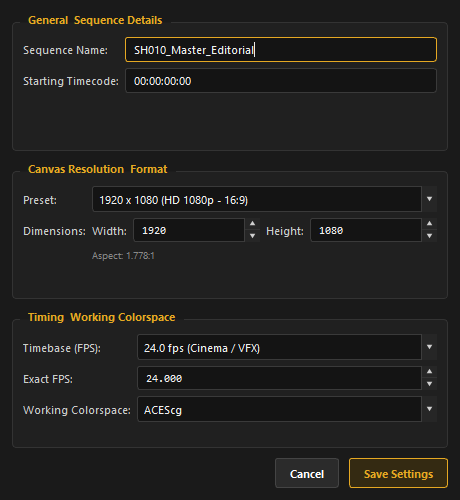 General Sequence Details
Sequence Name: SH010_Master_Editorial
Starting Timecode: 00:00:00:00
Canvas Resolution Format
Preset: 1920 x 1080 (HD 1080p - 16:9)
Dimensions: Width: 1920 Height: 1080
Aspect: 1.778:1
Timing Working Colorspace
Timebase (FPS): 24.0 fps (Cinema / VFX)
Exact FPS: 24.000
Working Colorspace: ACEScg
Cancel Save Settings